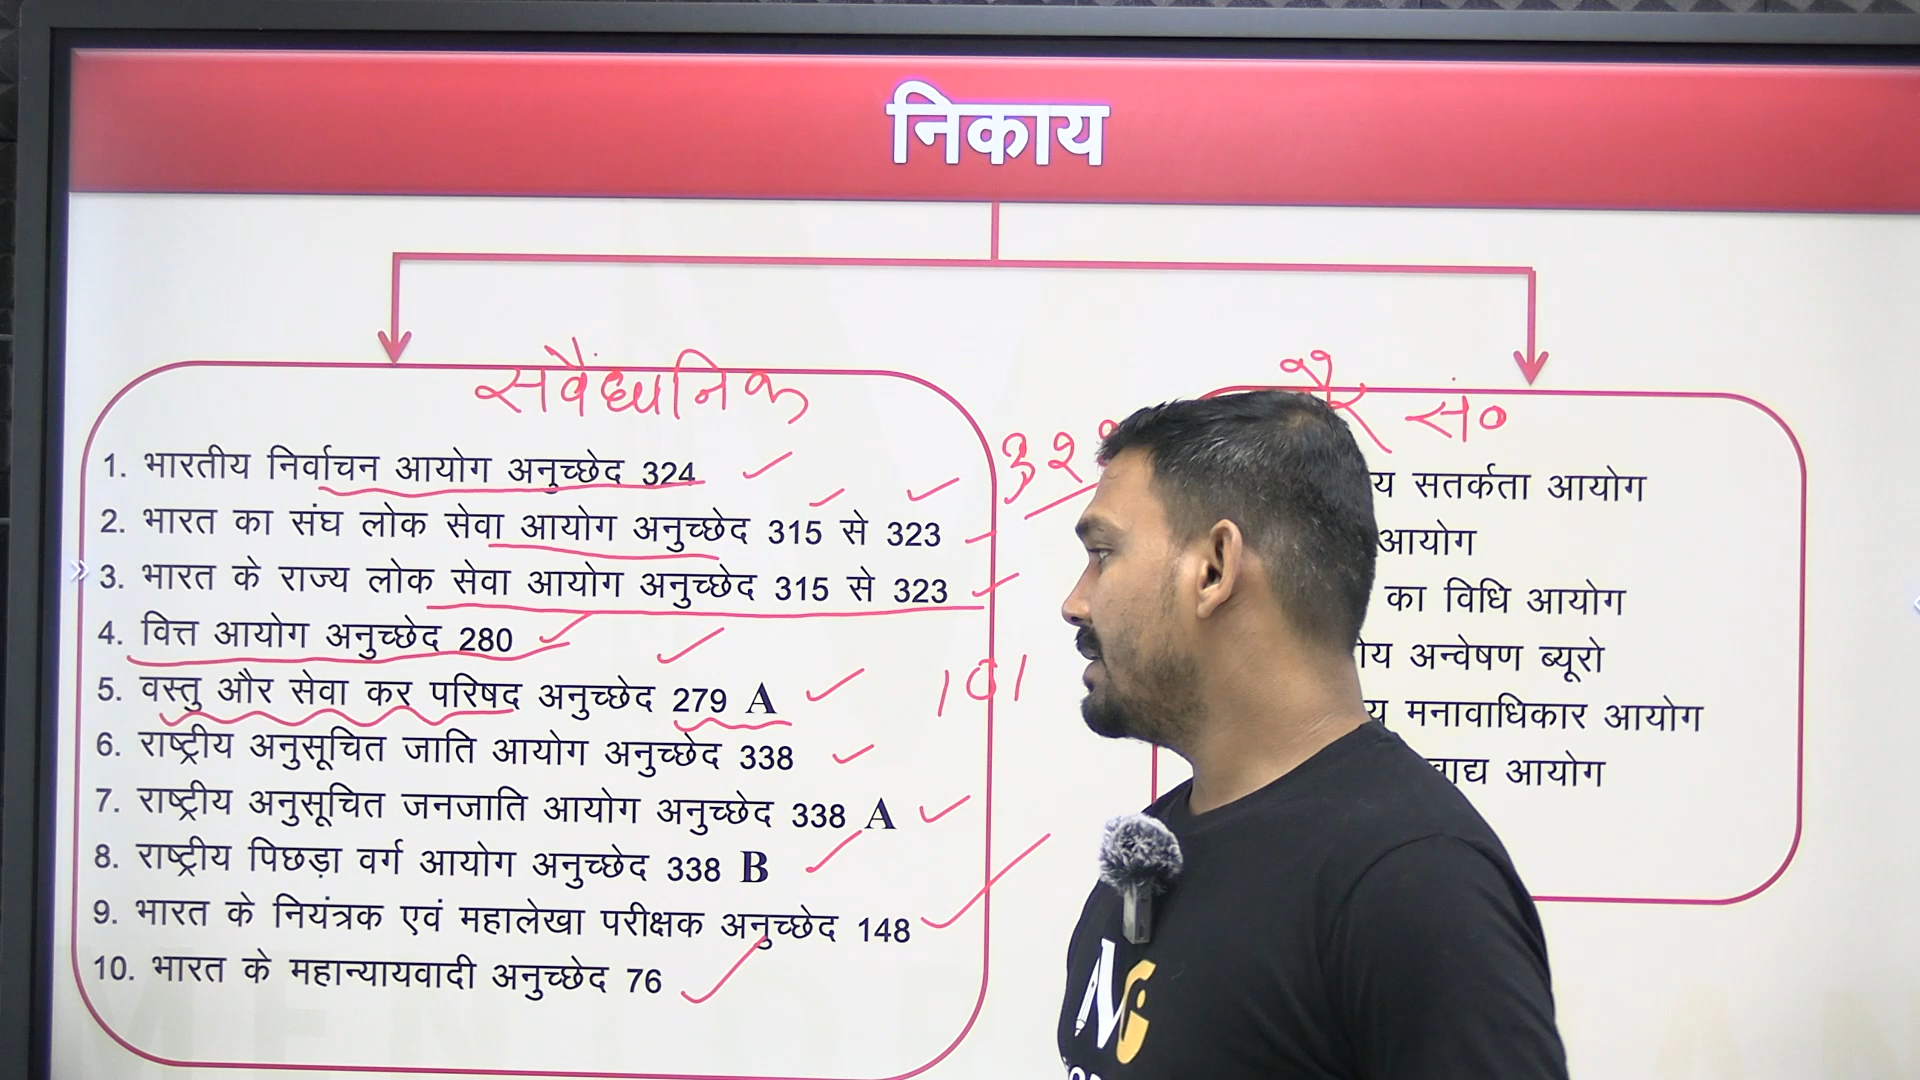 निकाय
सवैधानिक
1. भारतीय निर्वाचन आयोग अनुच्छेद 324
2. भारत का संघ लोक सेवा आयोग अनुच्छेद 315 से 323
3. भारत के राज्य लोक सेवा आयोग अनुच्छेद 315 से 323
4. वित्त आयोग अनुच्छेद 280
5. वस्तु और सेवा कर परिषद अनुच्छेद 279 A
6. राष्ट्रीय अनुसूचित जाति आयोग अनुच्छेद 338
7. राष्ट्रीय अनुसूचित जनजाति आयोग अनुच्छेद 338 A
8. राष्ट्रीय पिछड़ा वर्ग आयोग अनुच्छेद 338 B
9. भारत के नियंत्रक एवं महालेखा परीक्षक अनुच्छेद 148
10. भारत के महान्यायवादी अनुच्छेद 76
101
सं०
सतर्कता आयोग
आयोग
का विधि आयोग
अन्वेषण ब्यूरो
मनावाधिकार आयोग
आयोग